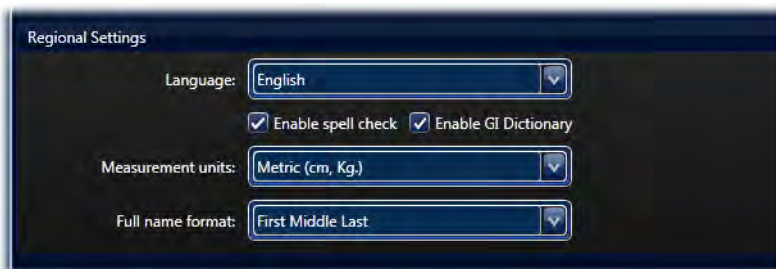 Regional Settings
Language: English
Enable spell check Enable GI Dictionary
Measurement units: Metric (cm, Kg.)
Full name format: First Middle Last